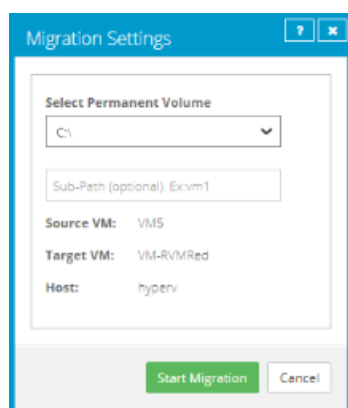 Migration Settings
? ×
Select Permanent Volume
C:\
Sub-Path (optional). Ex:vm1
Source VM: VM5
Target VM: VM-RVMRed
Host: hyperv
Start Migration Cancel